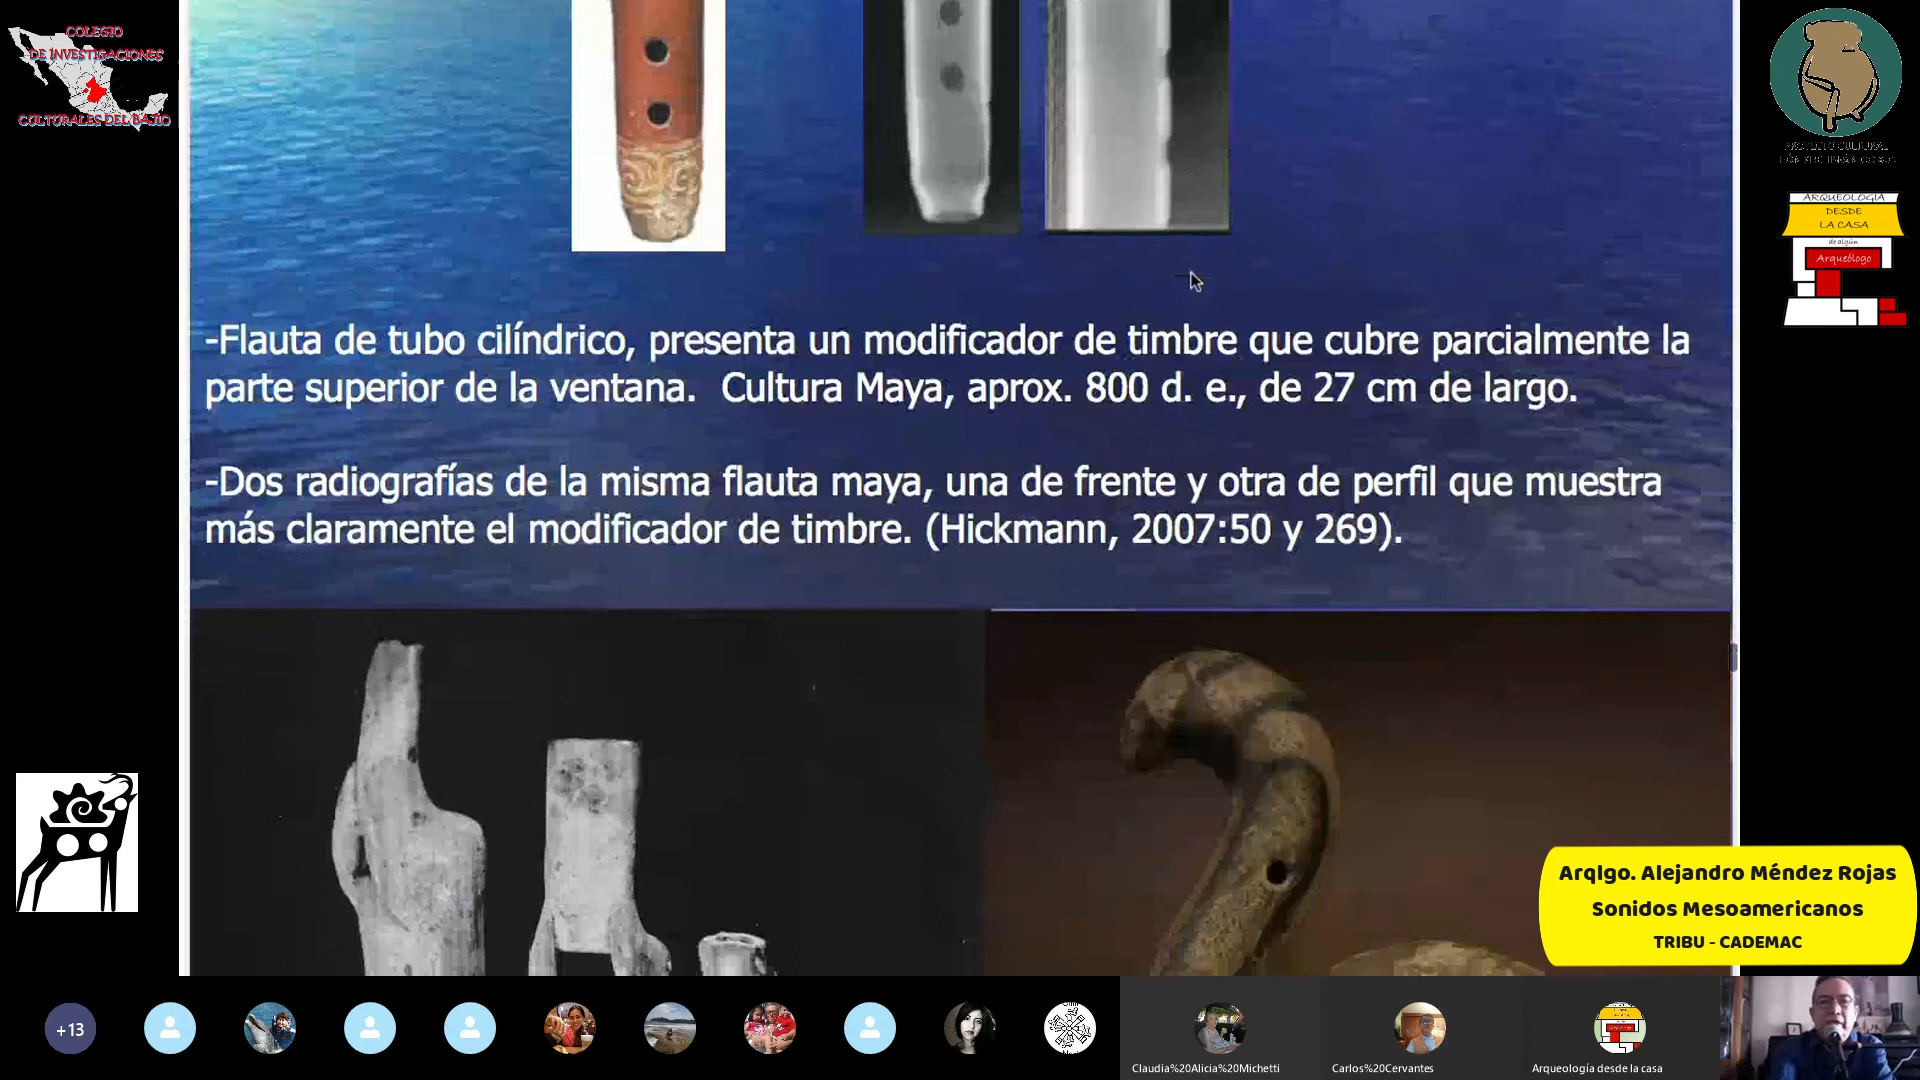 COLEGIO
DE INVESTIGACIONES
CULTURALES DEL BAJÍO
ARQUEOLOGÍA
DESDE
LA CASA
de algún
Arqueólogo
-Flauta de tubo cilíndrico, presenta un modificador de timbre que cubre parcialmente la
parte superior de la ventana. Cultura Maya, aprox. 800 d. e., de 27 cm de largo.
-Dos radiografías de la misma flauta maya, una de frente y otra de perfil que muestra
más claramente el modificador de timbre. (Hickmann, 2007:50 y 269).
Arqlgo. Alejandro Méndez Rojas
Sonidos Mesoamericanos
TRIBU - CADEMAC
+13
Claudia%20Alicia%20Michetti
Carlos%20Cervantes
Arqueología desde la casa